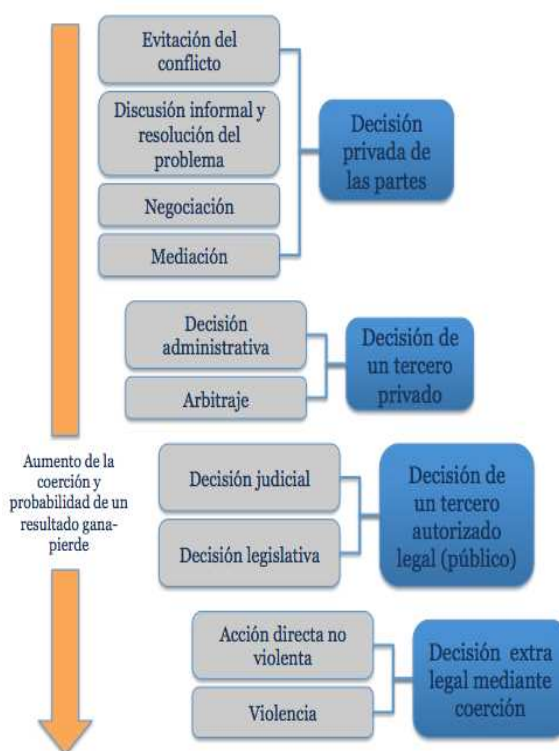 Evitación del
conflicto
Discusión informal y
resolución del
problema
Negociación
Mediación
Decisión
privada de
las partes
Decisión
administrativa
Arbitraje
Decisión de
un tercero
privado
Aumento de la
coerción y
probabilidad de un
resultado gana-
pierde
Decisión judicial
Decisión legislativa
Decisión
de un
tercero
autorizado
legal (público)
Acción directa no
violenta
Violencia
Decisión extra
legal mediante
coerción